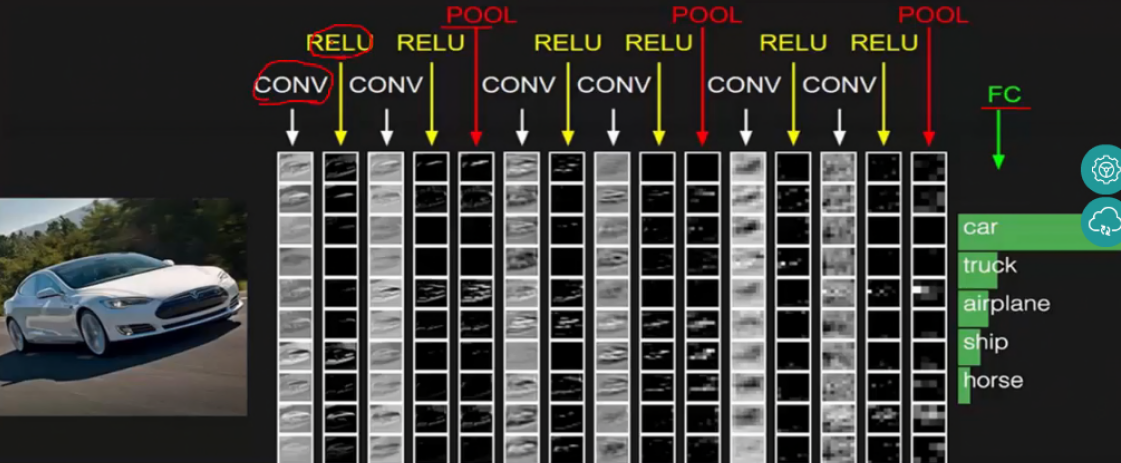 POOL POOL POOL
RELU RELU RELU RELU RELU RELU
CONV CONV CONV CONV CONV CONV
FC
car
truck
airplane
ship
horse